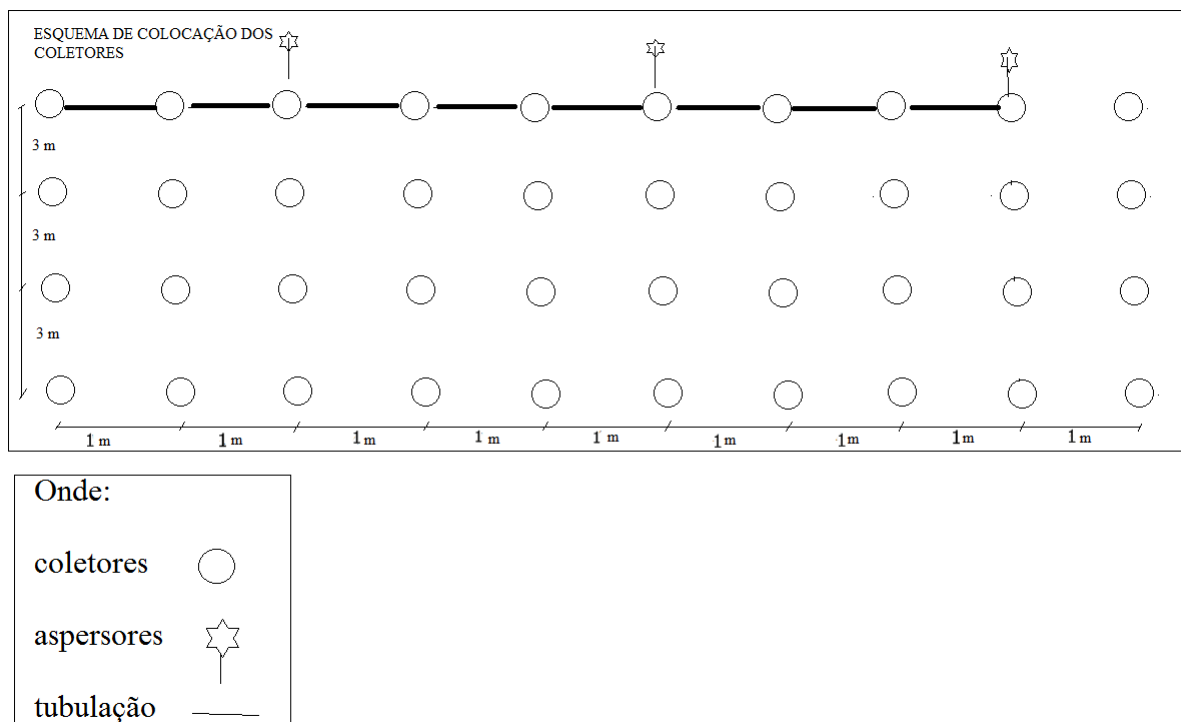 ESQUEMA DE COLOCAÇÃO DOS
COLETORES
3 m
3 m
3 m
1 m 1 m 1 m 1 m 1 m 1 m 1 m 1 m 1 m
Onde:
coletores
aspersores
tubulação